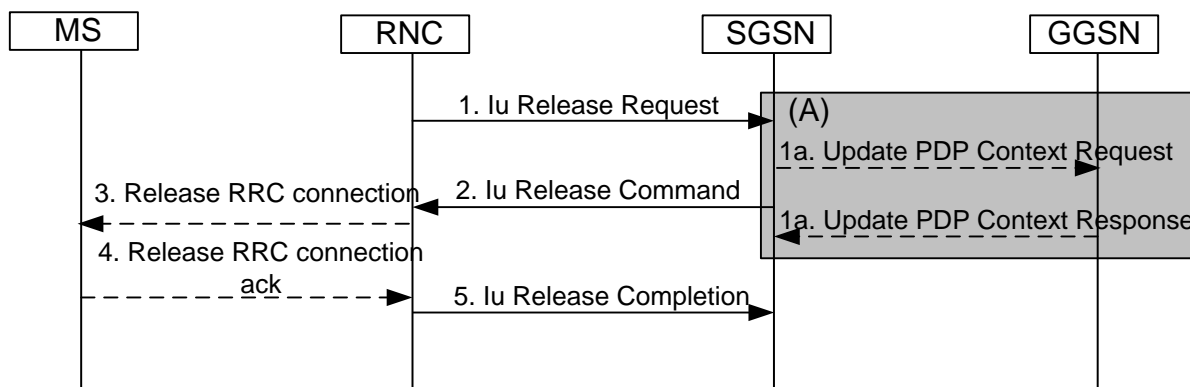 MS
RNC
SGSN
GGSN
1. Iu Release Request
(A)
1a. Update PDP Context Request
3. Release RRC connection
2. Iu Release Command
1a. Update PDP Context Response
4. Release RRC connection
ack
5. Iu Release Completion